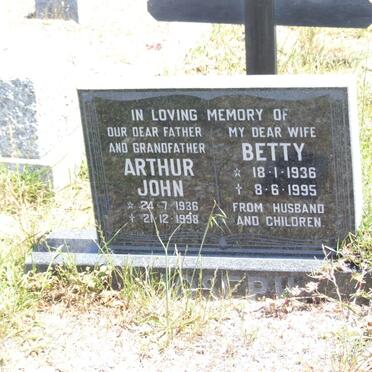 IN LOVING MEMORY OF
OUR DEAR FATHER
AND GRANDFATHER
ARTHUR
JOHN
☆ 24·7·1936
† 21·12·1998
MY DEAR WIFE
BETTY
☆ 18·1·1936
† 8·6·1995
FROM HUSBAND
AND CHILDREN